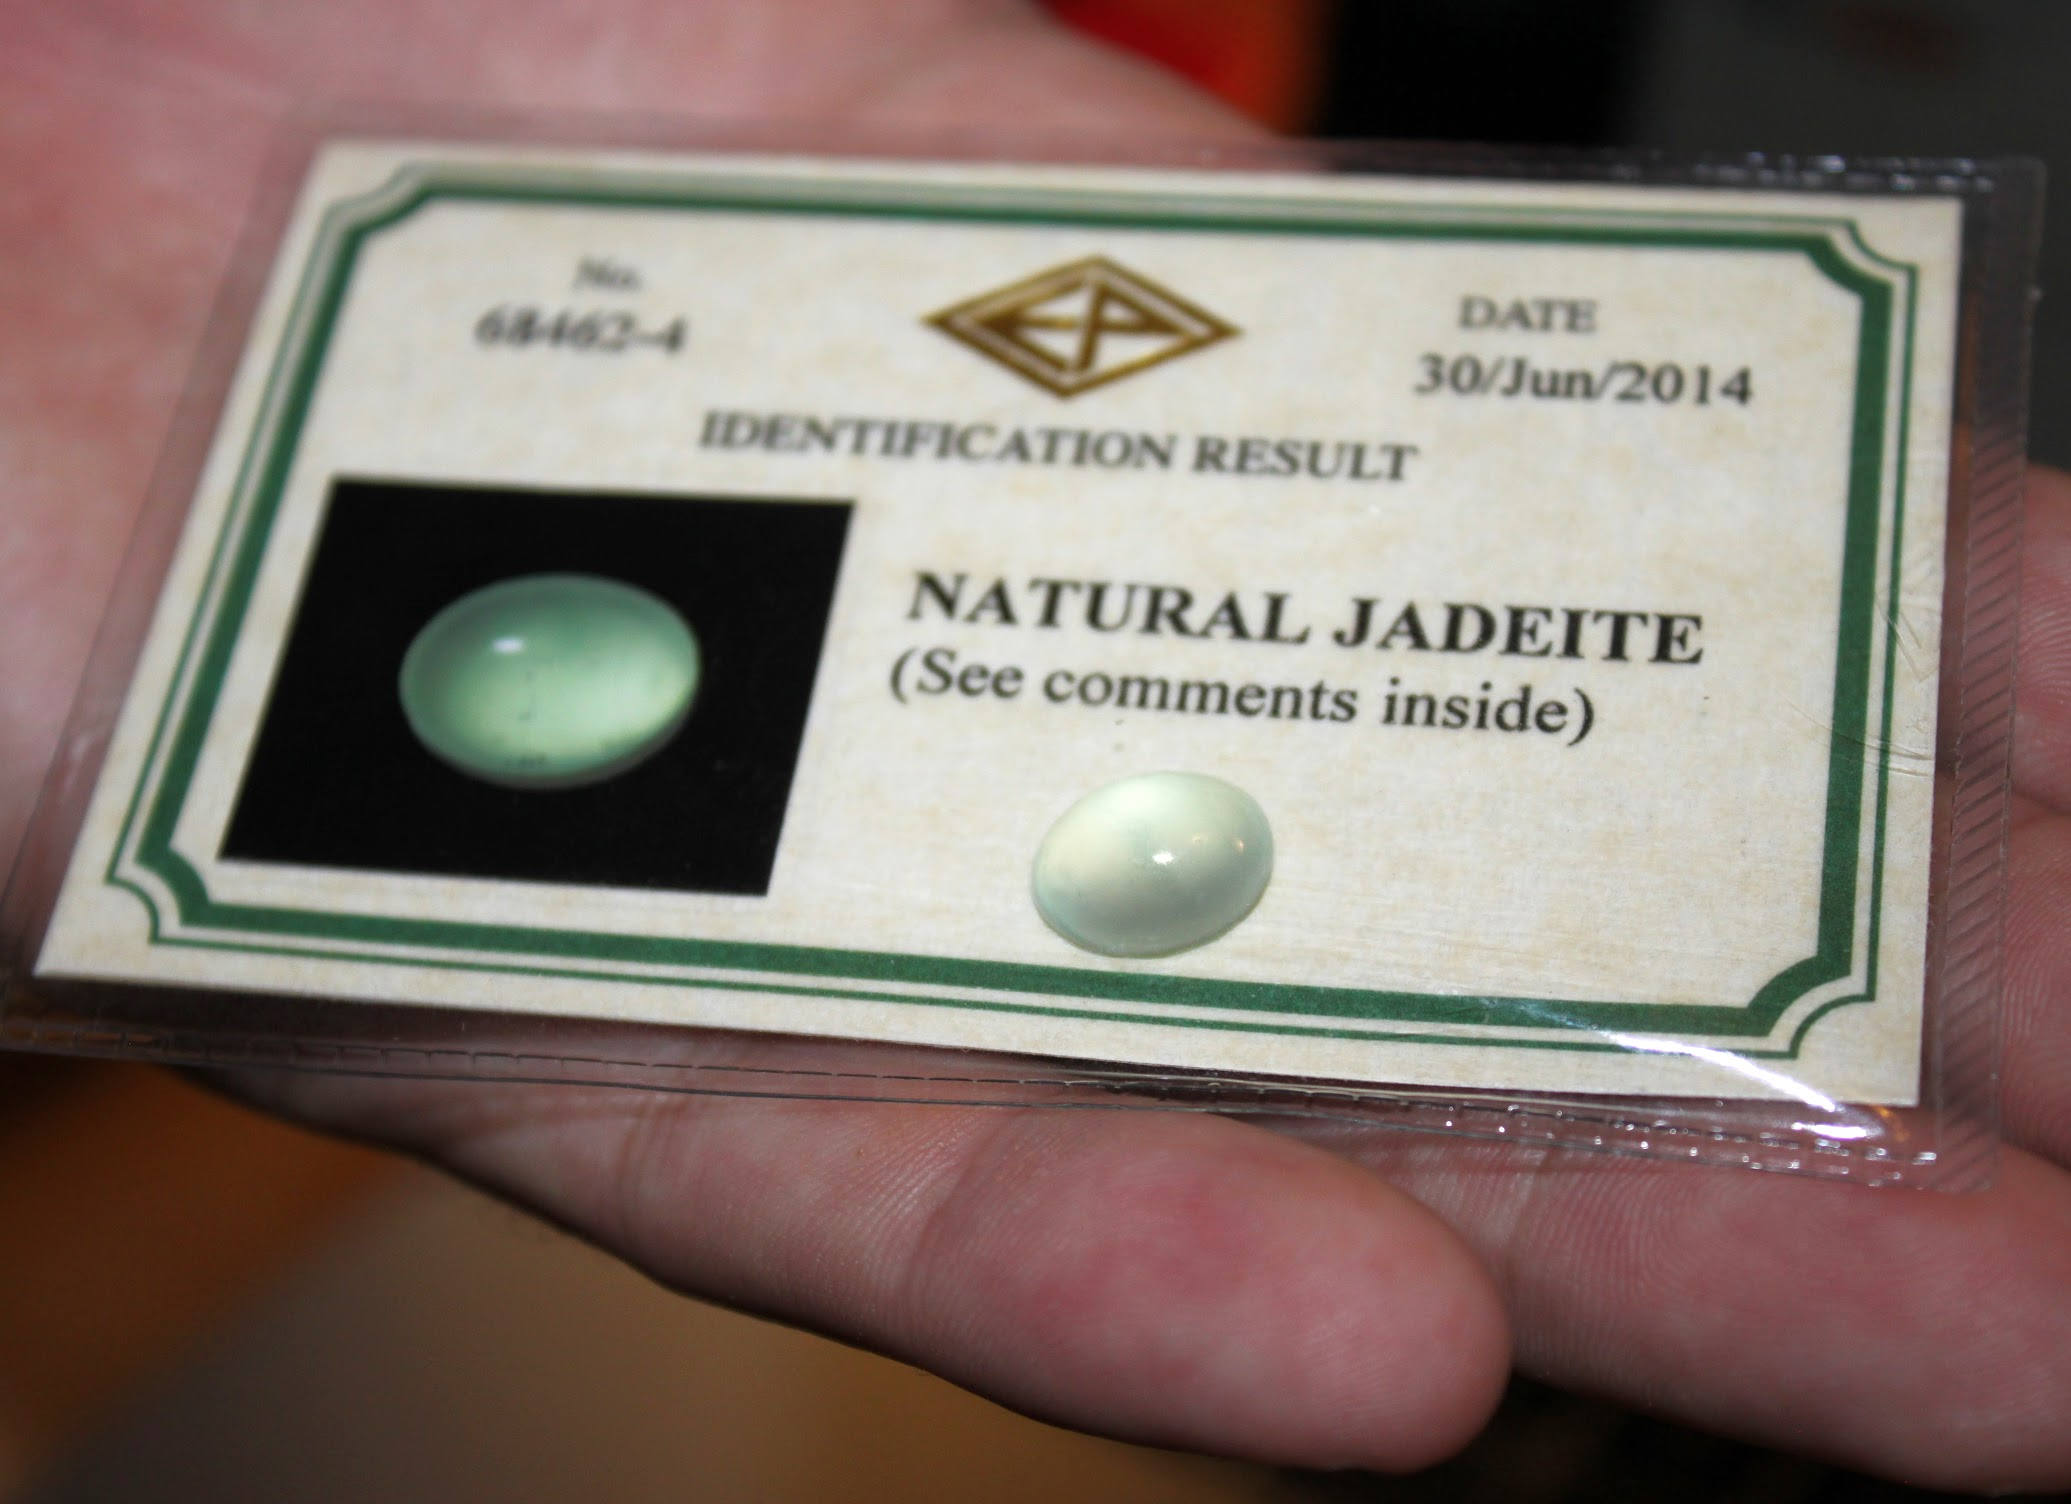 No.
68462-4
DATE
30/Jun/2014
IDENTIFICATION RESULT
NATURAL JADEITE
(See comments inside)